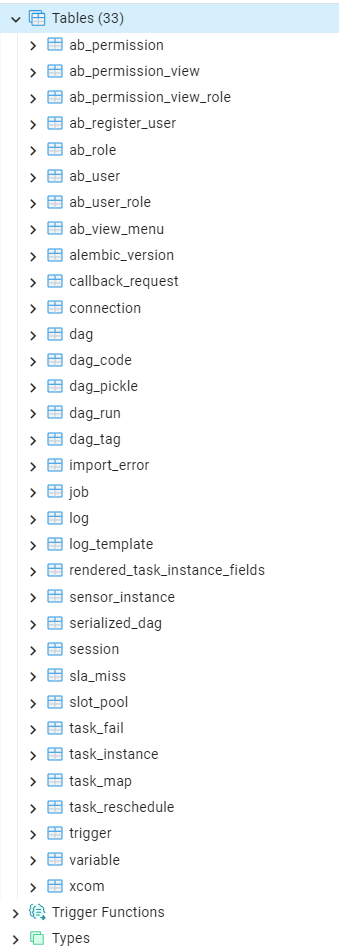 Tables (33)
ab_permission
ab_permission_view
ab_permission_view_role
ab_register_user
ab_role
ab_user
ab_user_role
ab_view_menu
alembic_version
callback_request
connection
dag
dag_code
dag_pickle
dag_run
dag_tag
import_error
job
log
log_template
rendered_task_instance_fields
sensor_instance
serialized_dag
session
sla_miss
slot_pool
task_fail
task_instance
task_map
task_reschedule
trigger
variable
xcom
Trigger Functions
Types